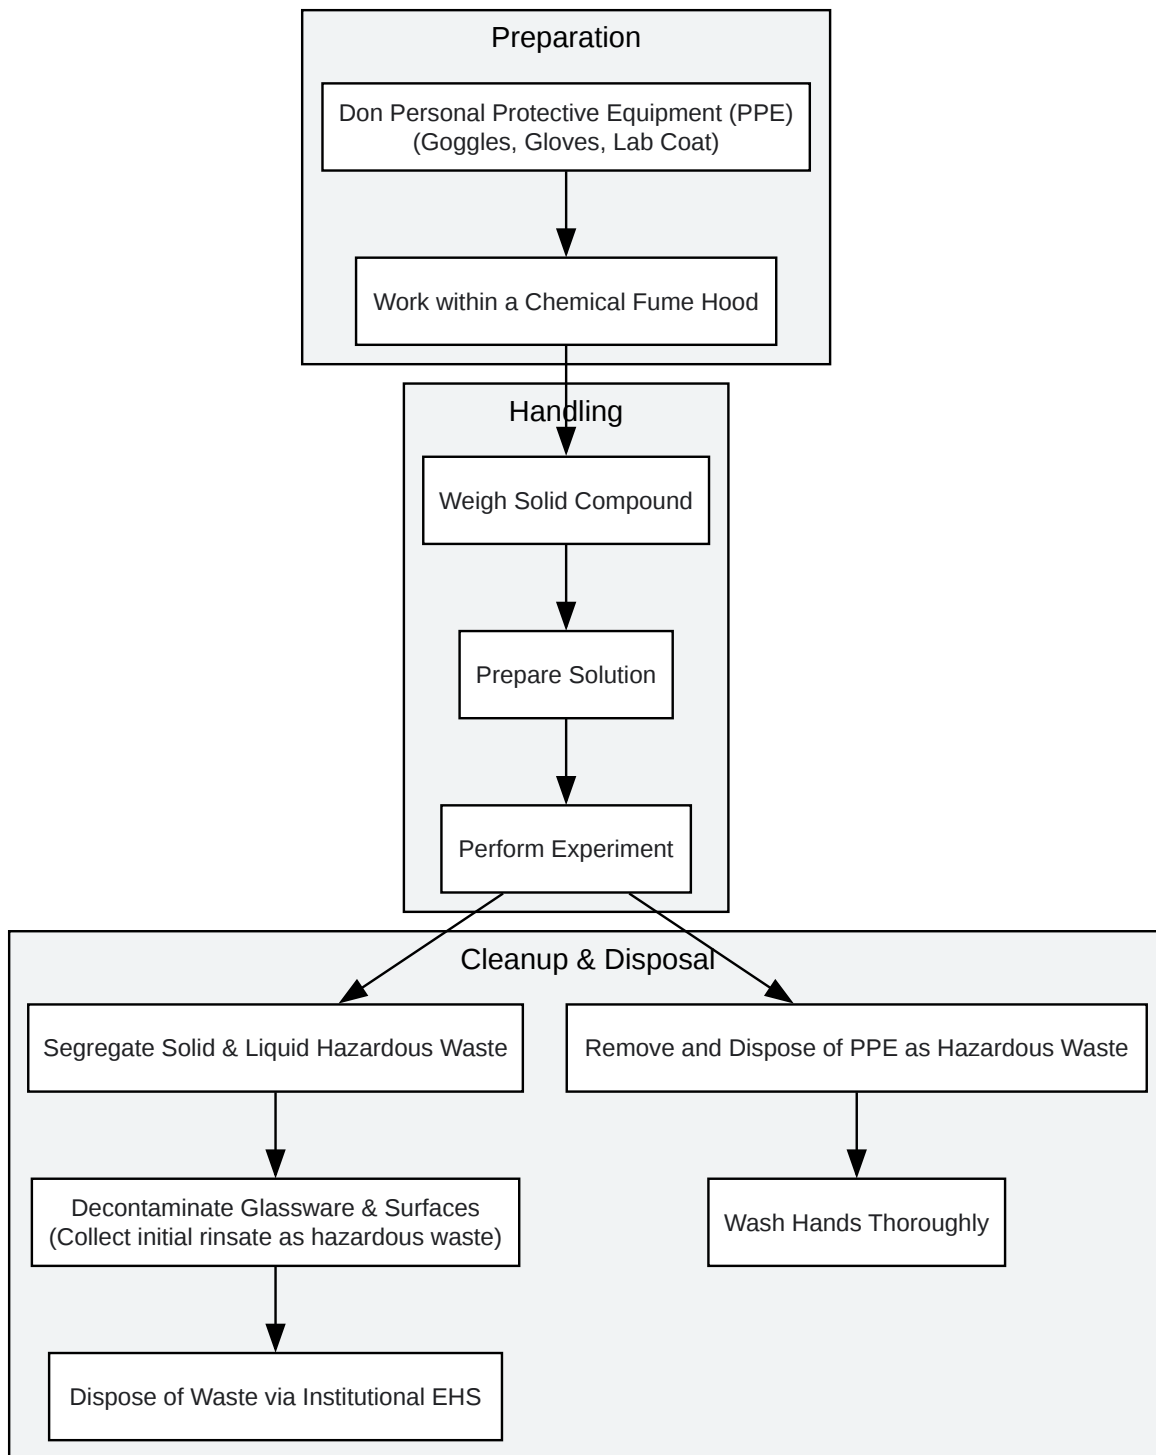 Preparation
Don Personal Protective Equipment (PPE)
(Goggles, Gloves, Lab Coat)
Work within a Chemical Fume Hood
Handling
Weigh Solid Compound
Prepare Solution
Perform Experiment
Cleanup & Disposal
Segregate Solid & Liquid Hazardous Waste
Remove and Dispose of PPE as Hazardous Waste
Decontaminate Glassware & Surfaces
(Collect initial rinsate as hazardous waste)
Wash Hands Thoroughly
Dispose of Waste via Institutional EHS